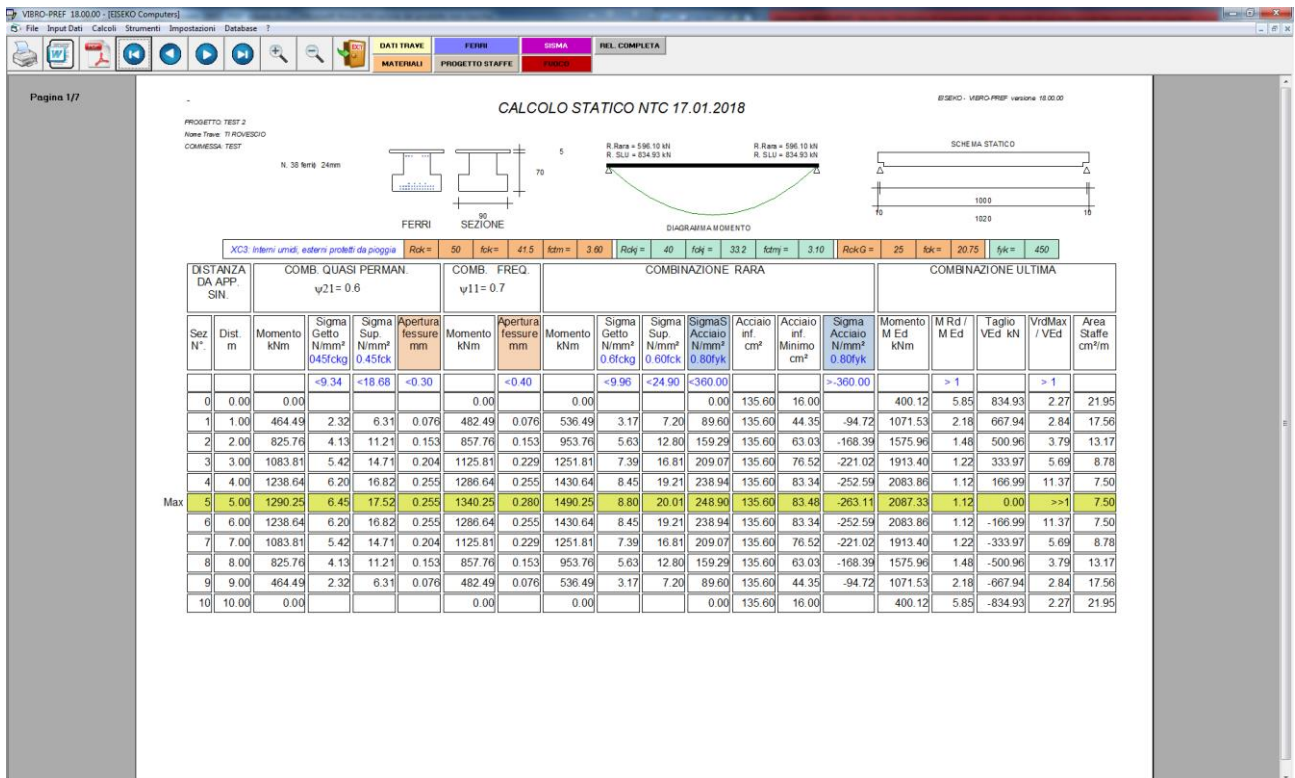 VIBRO-PREF 18.00.00 - [EISEKO Computers]
File Input Dati Calcoli Strumenti Impostazioni Database ?
EXIT DATI TRAVE FERRI SISMA REL. COMPLETA
MATERIALI PROGETTO STAFFE FUOCO
Pagina 1/7
-
CALCOLO STATICO NTC 17.01.2018
EISEKO - VIBRO-PREF versione 18.00.00
PROGETTO: TEST 2
Nome Trave: TI ROVESCIO
COMMESSA: TEST
N. 38 ferri 24mm
5
70
90
FERRI SEZIONE
R.Rara = 596.10 kN R.Rara = 596.10 kN
R. SLU = 834.93 kN R. SLU = 834.93 kN
DIAGRAMMA MOMENTO
SCHEMA STATICO
1000
10 1020 10
XC3: Interni umidi, esterni protetti da pioggia Rck = 50 fck = 41.5 fctm = 3.60 Rckj = 40 fckj = 33.2 fctmj = 3.10 RckG = 25 fck = 20.75 fyk = 450
DISTANZA DA APP. SIN. COMB. QUASI PERMAN. ψ21= 0.6 COMB. FREQ. ψ11= 0.7 COMBINAZIONE RARA COMBINAZIONE ULTIMA
Sez N°. Dist. m Momento kNm Sigma Getto N/mm² 045fckg Sigma Sup. N/mm² 0.45fck Apertura fessure mm Momento kNm Apertura fessure mm Momento kNm Sigma Getto N/mm² 0.6fckg Sigma Sup. N/mm² 0.60fck SigmaS Acciaio N/mm² 0.80fyk Acciaio inf. cm² Acciaio inf. Minimo cm² Sigma Acciaio N/mm² 0.80fyk Momento M Ed kNm M Rd / M Ed Taglio VEd kN VrdMax / VEd Area Staffe cm²/m
<9.34 <18.68 <0.30 <0.40 <9.96 <24.90 <360.00 >-360.00 > 1 > 1
0 0.00 0.00 0.00 0.00 0.00 135.60 16.00 400.12 5.85 834.93 2.27 21.95
1 1.00 464.49 2.32 6.31 0.076 482.49 0.076 536.49 3.17 7.20 89.60 135.60 44.35 -94.72 1071.53 2.18 667.94 2.84 17.56
2 2.00 825.76 4.13 11.21 0.153 857.76 0.153 953.76 5.63 12.80 159.29 135.60 63.03 -168.39 1575.96 1.48 500.96 3.79 13.17
3 3.00 1083.81 5.42 14.71 0.204 1125.81 0.229 1251.81 7.39 16.81 209.07 135.60 76.52 -221.02 1913.40 1.22 333.97 5.69 8.78
4 4.00 1238.64 6.20 16.82 0.255 1286.64 0.255 1430.64 8.45 19.21 238.94 135.60 83.34 -252.59 2083.86 1.12 166.99 11.37 7.50
Max 5 5.00 1290.25 6.45 17.52 0.255 1340.25 0.280 1490.25 8.80 20.01 248.90 135.60 83.48 -263.11 2087.33 1.12 0.00 >>1 7.50
6 6.00 1238.64 6.20 16.82 0.255 1286.64 0.255 1430.64 8.45 19.21 238.94 135.60 83.34 -252.59 2083.86 1.12 -166.99 11.37 7.50
7 7.00 1083.81 5.42 14.71 0.204 1125.81 0.229 1251.81 7.39 16.81 209.07 135.60 76.52 -221.02 1913.40 1.22 -333.97 5.69 8.78
8 8.00 825.76 4.13 11.21 0.153 857.76 0.153 953.76 5.63 12.80 159.29 135.60 63.03 -168.39 1575.96 1.48 -500.96 3.79 13.17
9 9.00 464.49 2.32 6.31 0.076 482.49 0.076 536.49 3.17 7.20 89.60 135.60 44.35 -94.72 1071.53 2.18 -667.94 2.84 17.56
10 10.00 0.00 0.00 0.00 0.00 135.60 16.00 400.12 5.85 -834.93 2.27 21.95